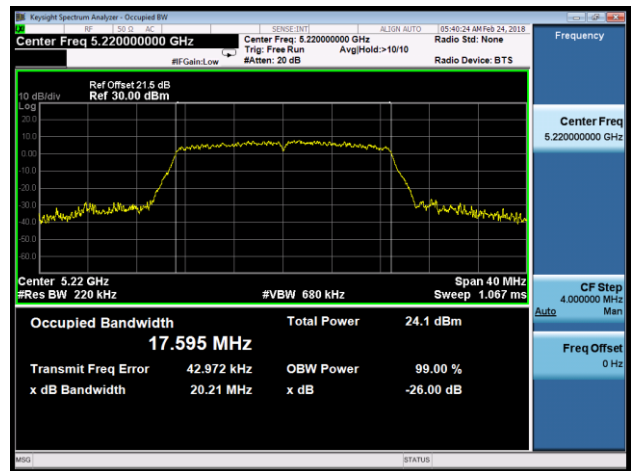 Keysight Spectrum Analyzer - Occupied BW
RF 50 Ω AC SENSE:INT ALIGN AUTO 05:40:24 AM Feb 24, 2018
Center Freq 5.220000000 GHz
Center Freq: 5.220000000 GHz Radio Std: None
Trig: Free Run Avg|Hold:>10/10
#IFGain:Low #Atten: 20 dB Radio Device: BTS
Frequency
Ref Offset 21.5 dB
10 dB/div Ref 30.00 dBm
Log
20.0
10.0
0.00
-10.0
-20.0
-30.0
-40.0
-50.0
-60.0
Center 5.22 GHz Span 40 MHz
#Res BW 220 kHz #VBW 680 kHz Sweep 1.067 ms
Center Freq
5.220000000 GHz
CF Step
4.000000 MHz
Auto Man
Freq Offset
0 Hz
Occupied Bandwidth Total Power 24.1 dBm
17.595 MHz
Transmit Freq Error 42.972 kHz OBW Power 99.00 %
x dB Bandwidth 20.21 MHz x dB -26.00 dB
MSG STATUS